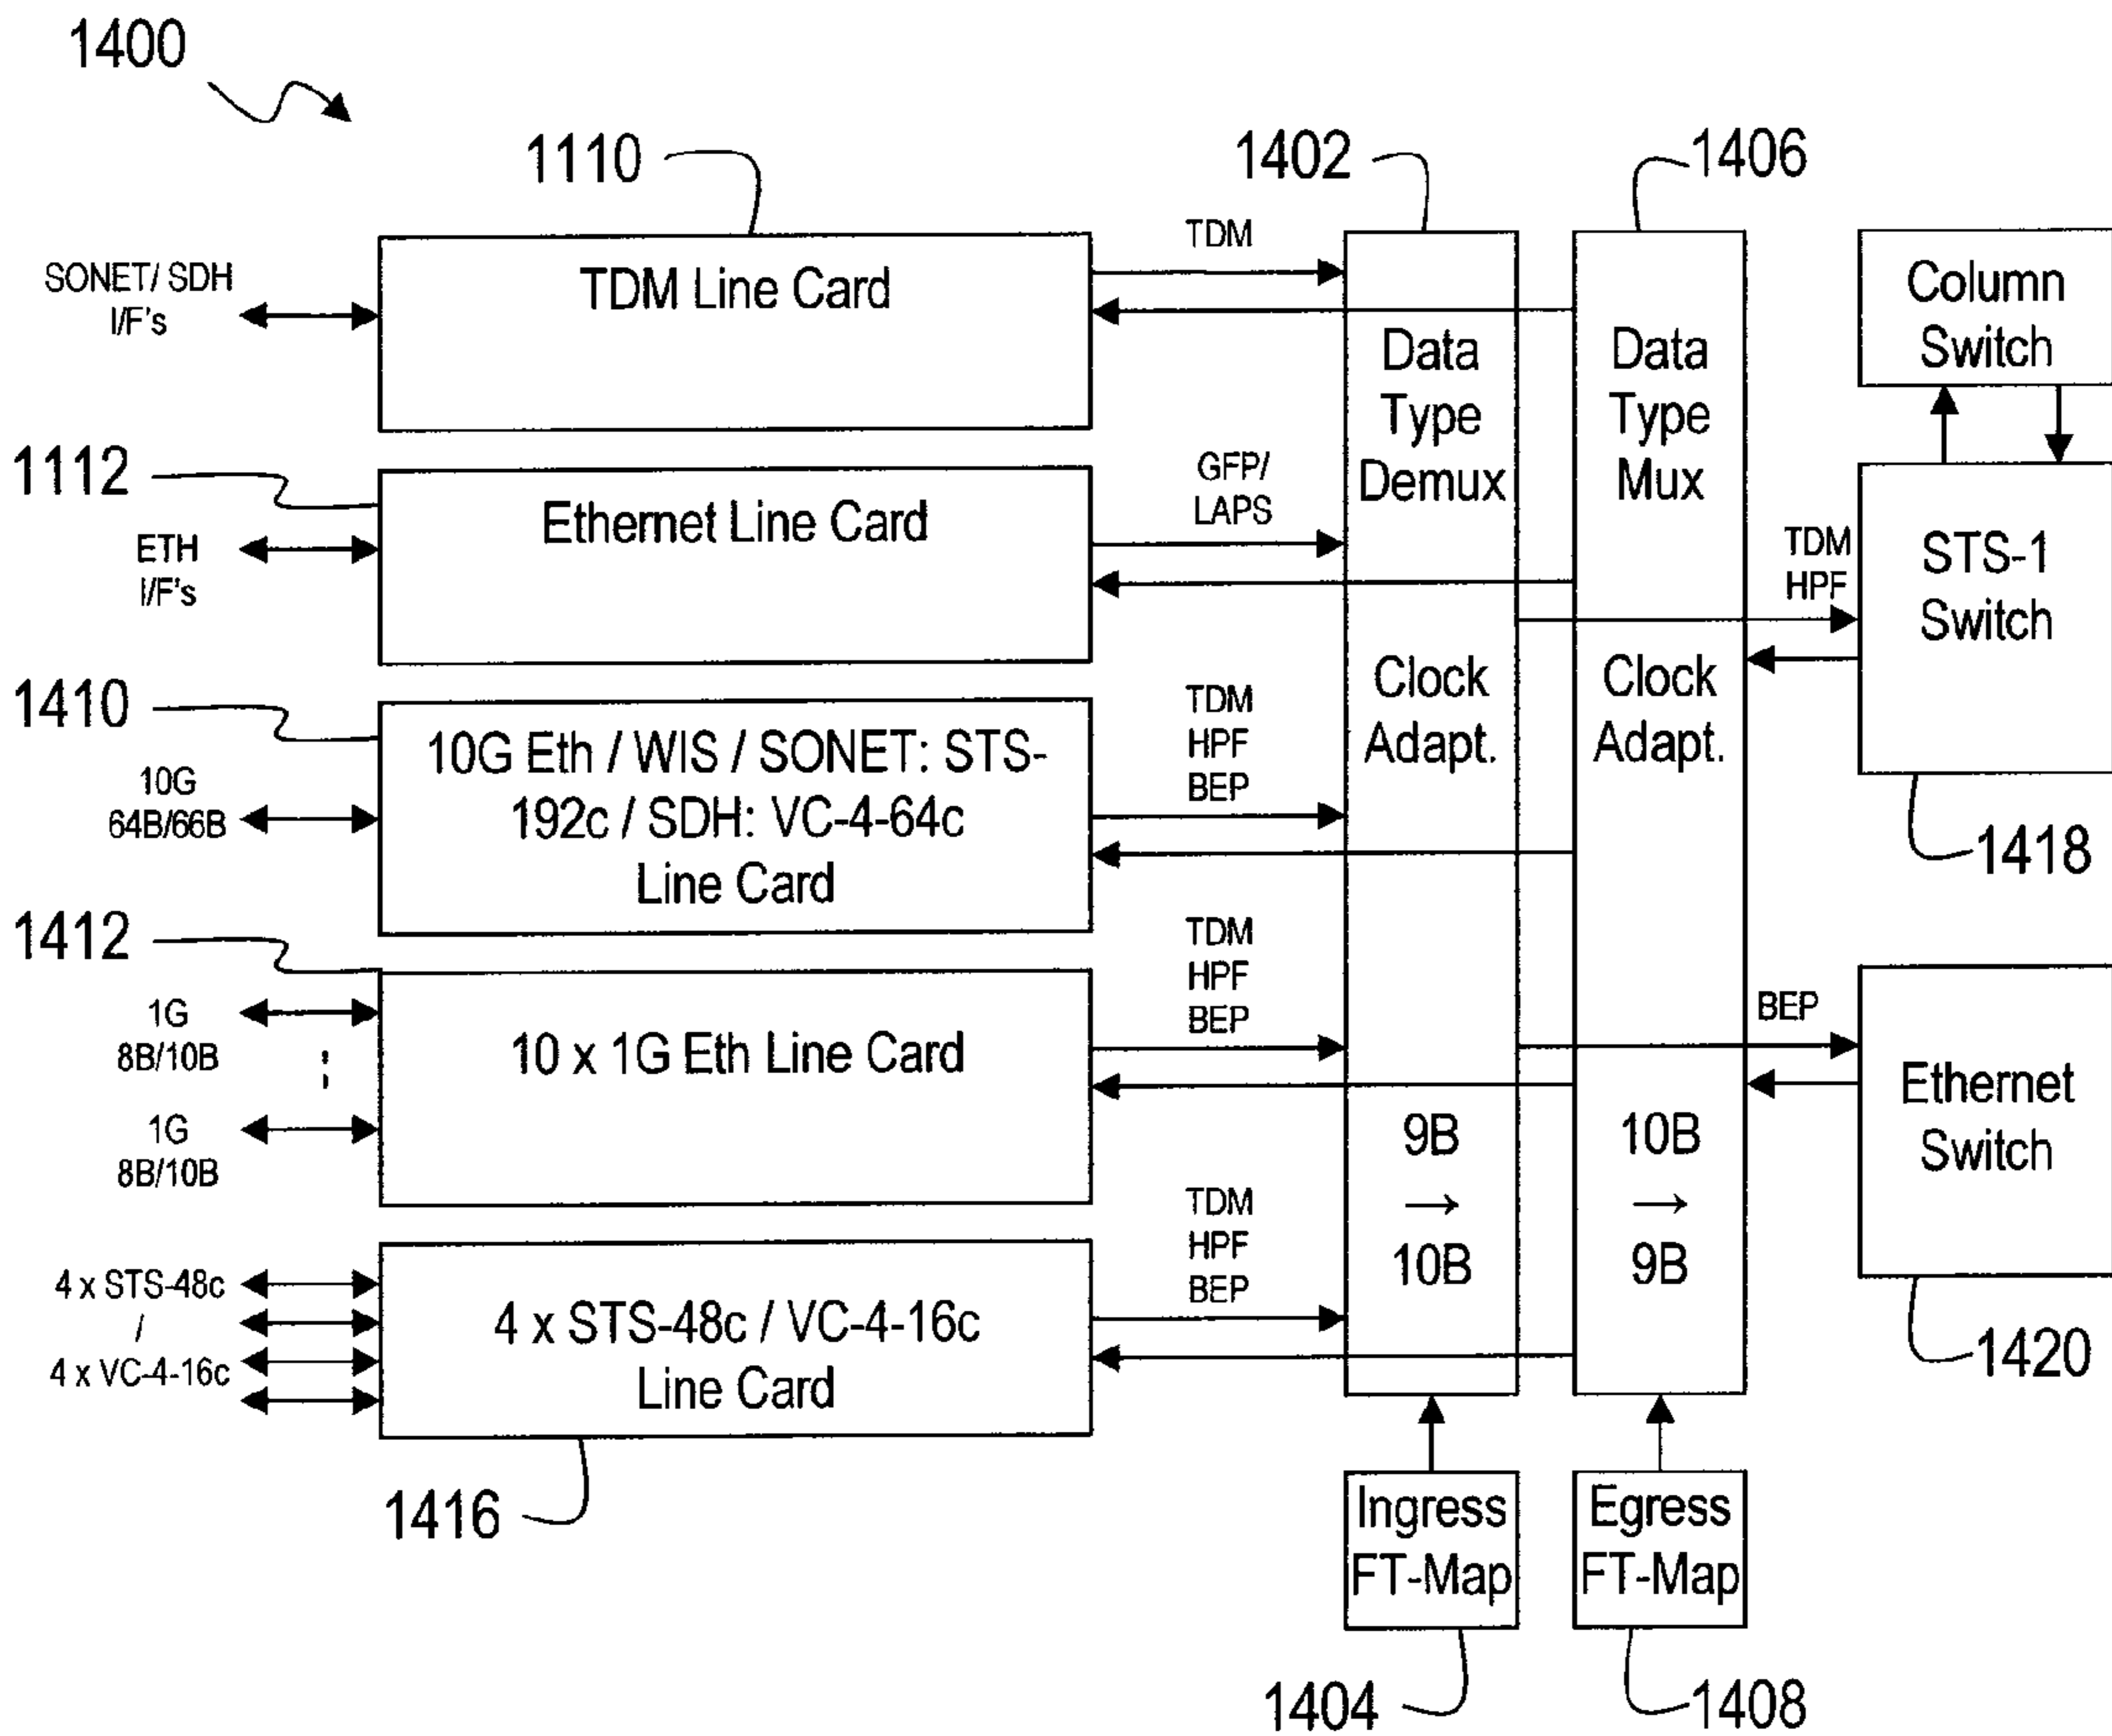 1400
1110
1402
1406
SONET/ SDH
I/F's
TDM Line Card
TDM
Data
Type
Demux
Clock
Adapt.
9B
→
10B
Data
Type
Mux
Clock
Adapt.
10B
→
9B
Column
Switch
1112
ETH
I/F's
Ethernet Line Card
GFP/
LAPS
TDM
HPF
STS-1
Switch
1418
1410
10G
64B/66B
10G Eth / WIS / SONET: STS-
192c / SDH: VC-4-64c
Line Card
TDM
HPF
BEP
1412
1G
8B/10B
1G
8B/10B
10 x 1G Eth Line Card
TDM
HPF
BEP
BEP
Ethernet
Switch
1420
4 x STS-48c
/
4 x VC-4-16c
4 x STS-48c / VC-4-16c
Line Card
TDM
HPF
BEP
1416
Ingress
FT-Map
Egress
FT-Map
1404
1408